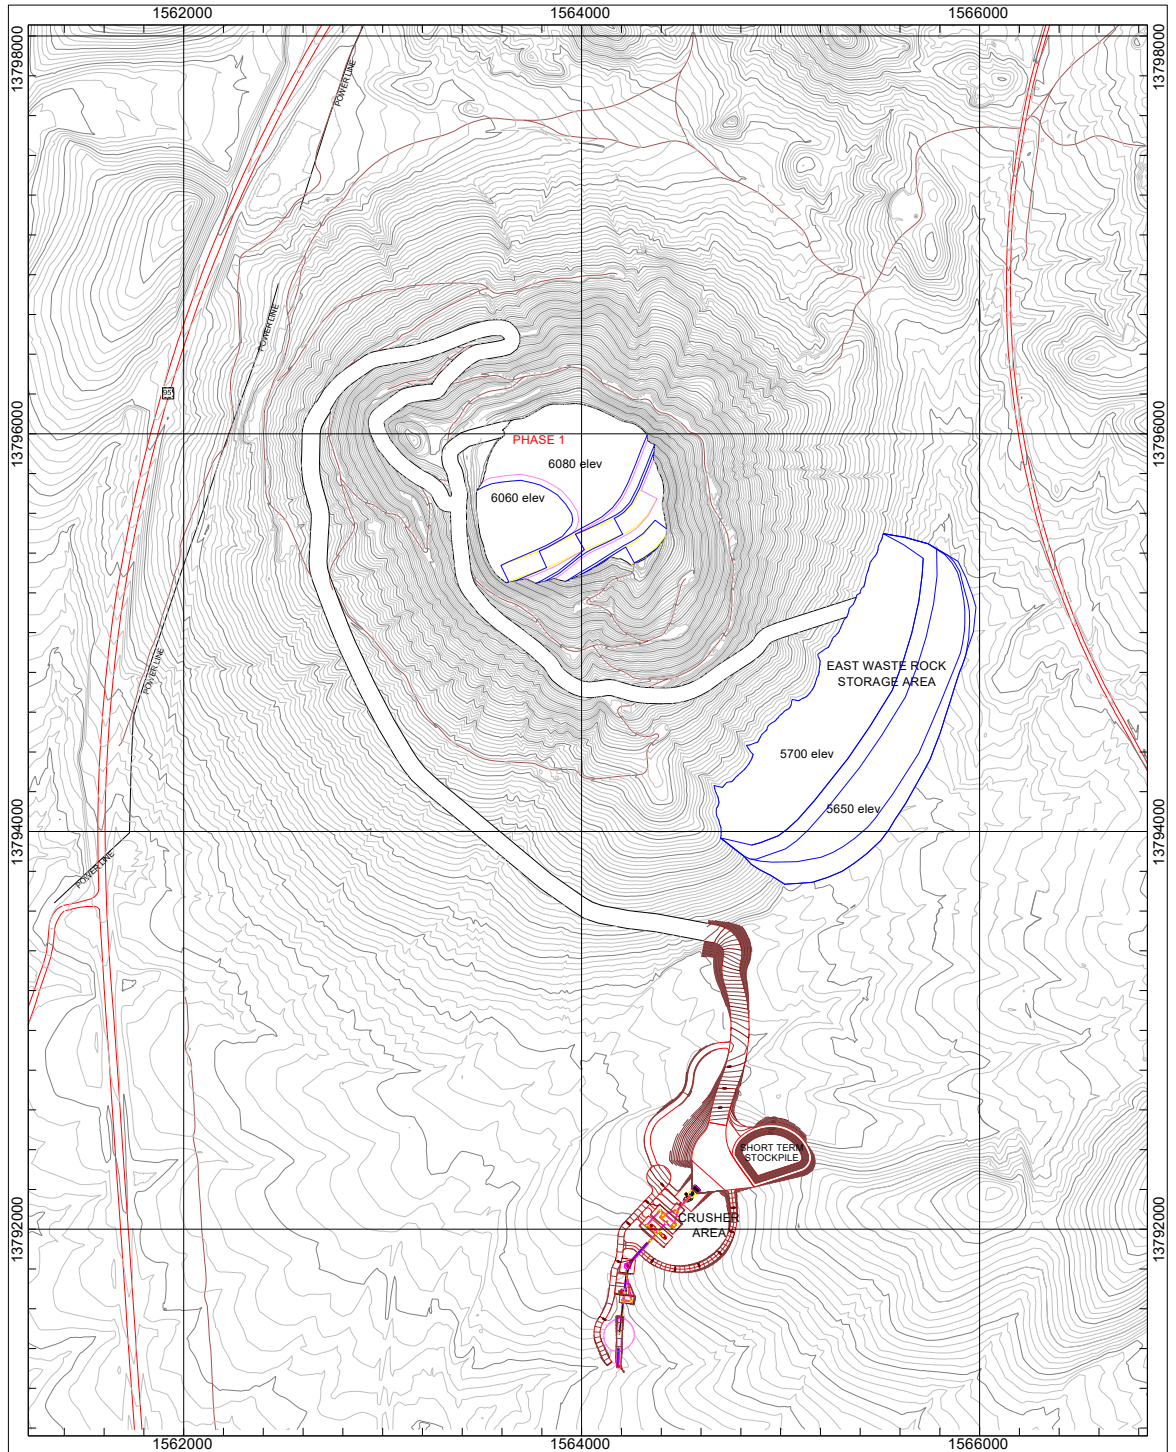 1562000
1564000
1566000
13798000
13798000
POWER LINE
POWER LINE
95
13796000
13796000
PHASE 1
6080 elev
6060 elev
POWER LINE
EAST WASTE ROCK
STORAGE AREA
5700 elev
5650 elev
13794000
13794000
POWER LINE
SHORT TERM
STOCKPILE
CRUSHER
AREA
13792000
13792000
1562000
1564000
1566000